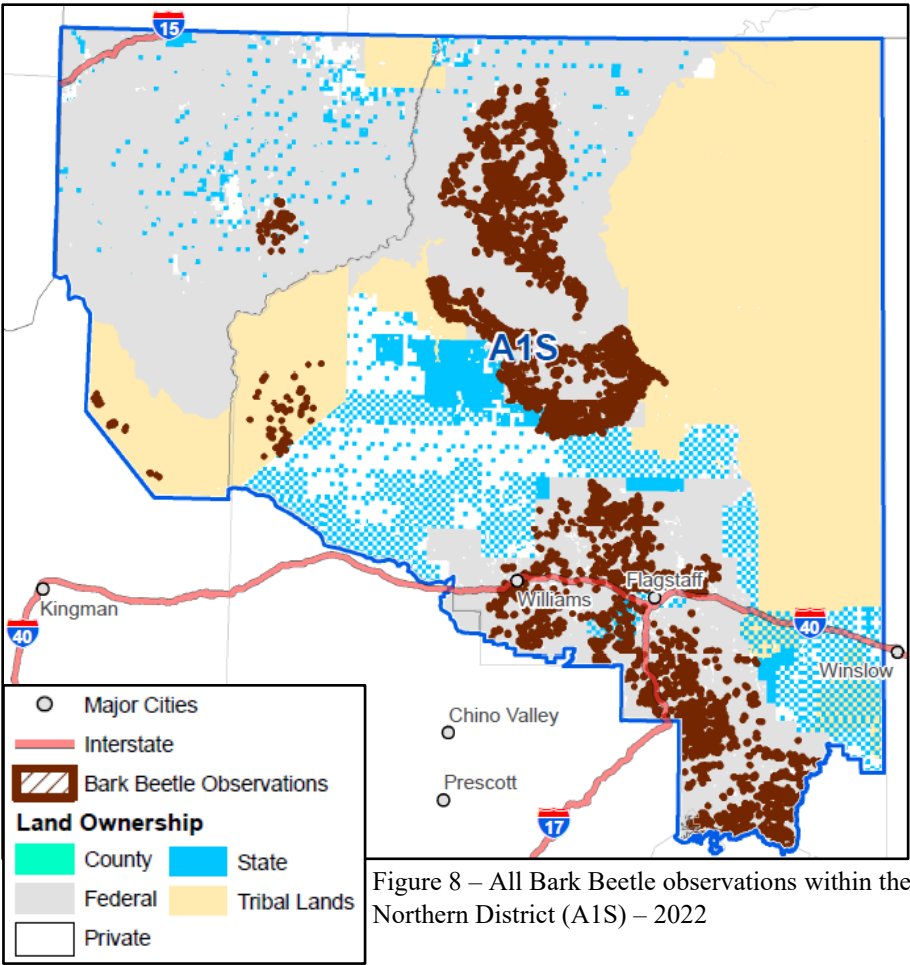 15
A1S
Flagstaff
Williams
Kingman
40
40
Winslow
Chino Valley
Prescott
17
Major Cities
Interstate
Bark Beetle Observations
Land Ownership
County
State
Federal
Tribal Lands
Private
Figure 8 – All Bark Beetle observations within the
Northern District (A1S) – 2022